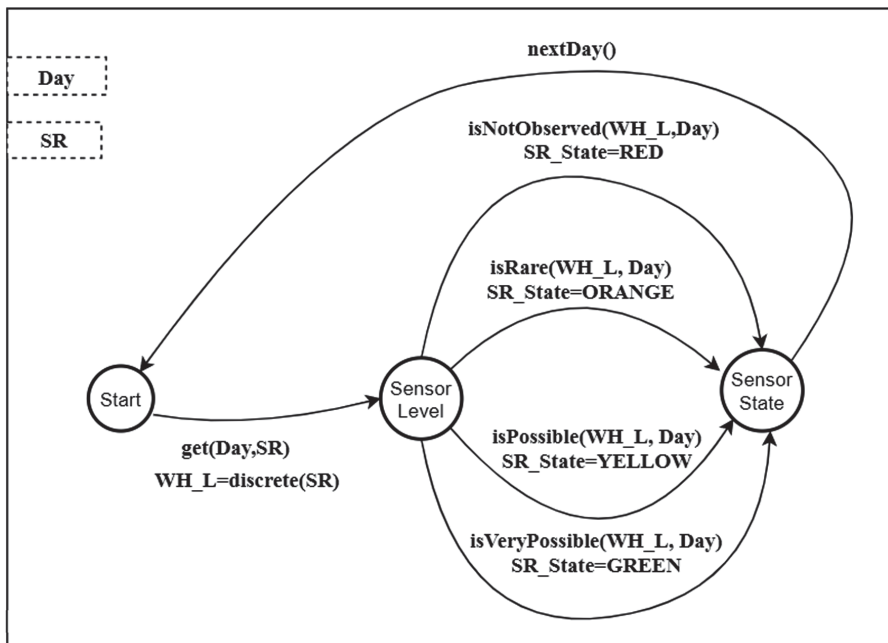 nextDay()
Day
isNotObserved(WH_L,Day)
SR_State=RED
SR
isRare(WH_L, Day)
SR_State=ORANGE
Start
Sensor
Level
Sensor
State
get(Day,SR)
WH_L=discrete(SR)
isPossible(WH_L, Day)
SR_State=YELLOW
isVeryPossible(WH_L, Day)
SR_State=GREEN